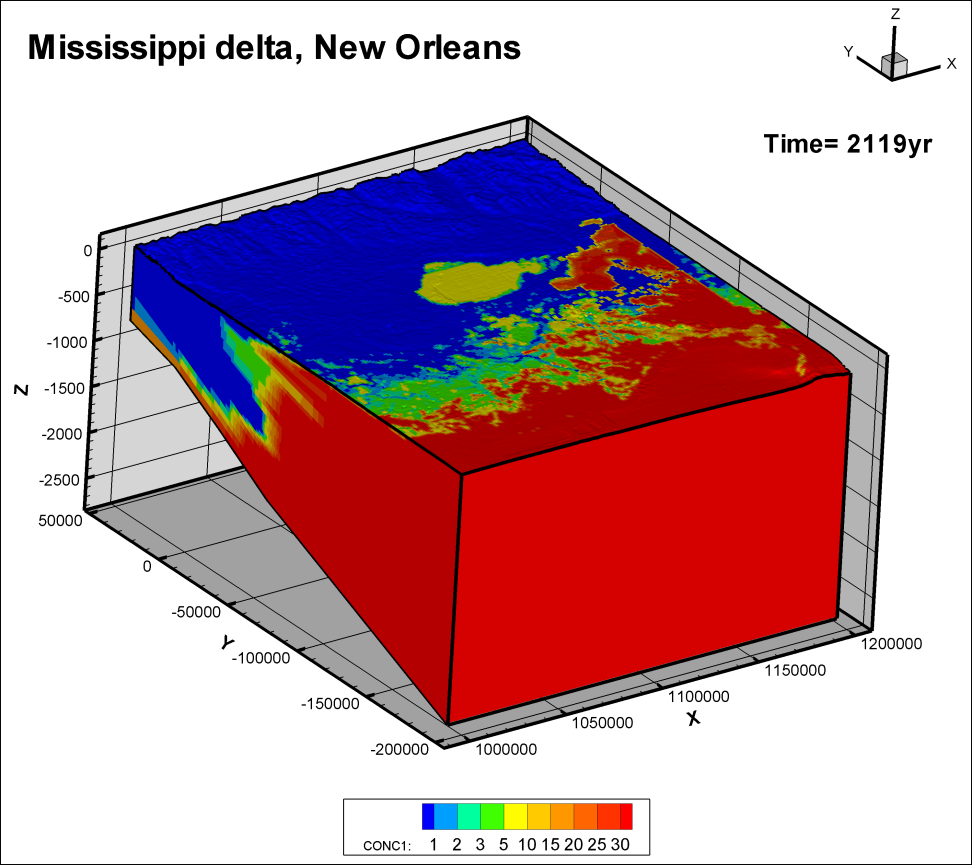 Mississippi delta, New Orleans
Z
Y
X
Time= 2119yr
0
-500
-1000
-1500
-2000
-2500
Z
50000
0
-50000
-100000
-150000
-200000
Y
1000000
1050000
1100000
1150000
1200000
X
CONC1: 1 2 3 5 10 15 20 25 30